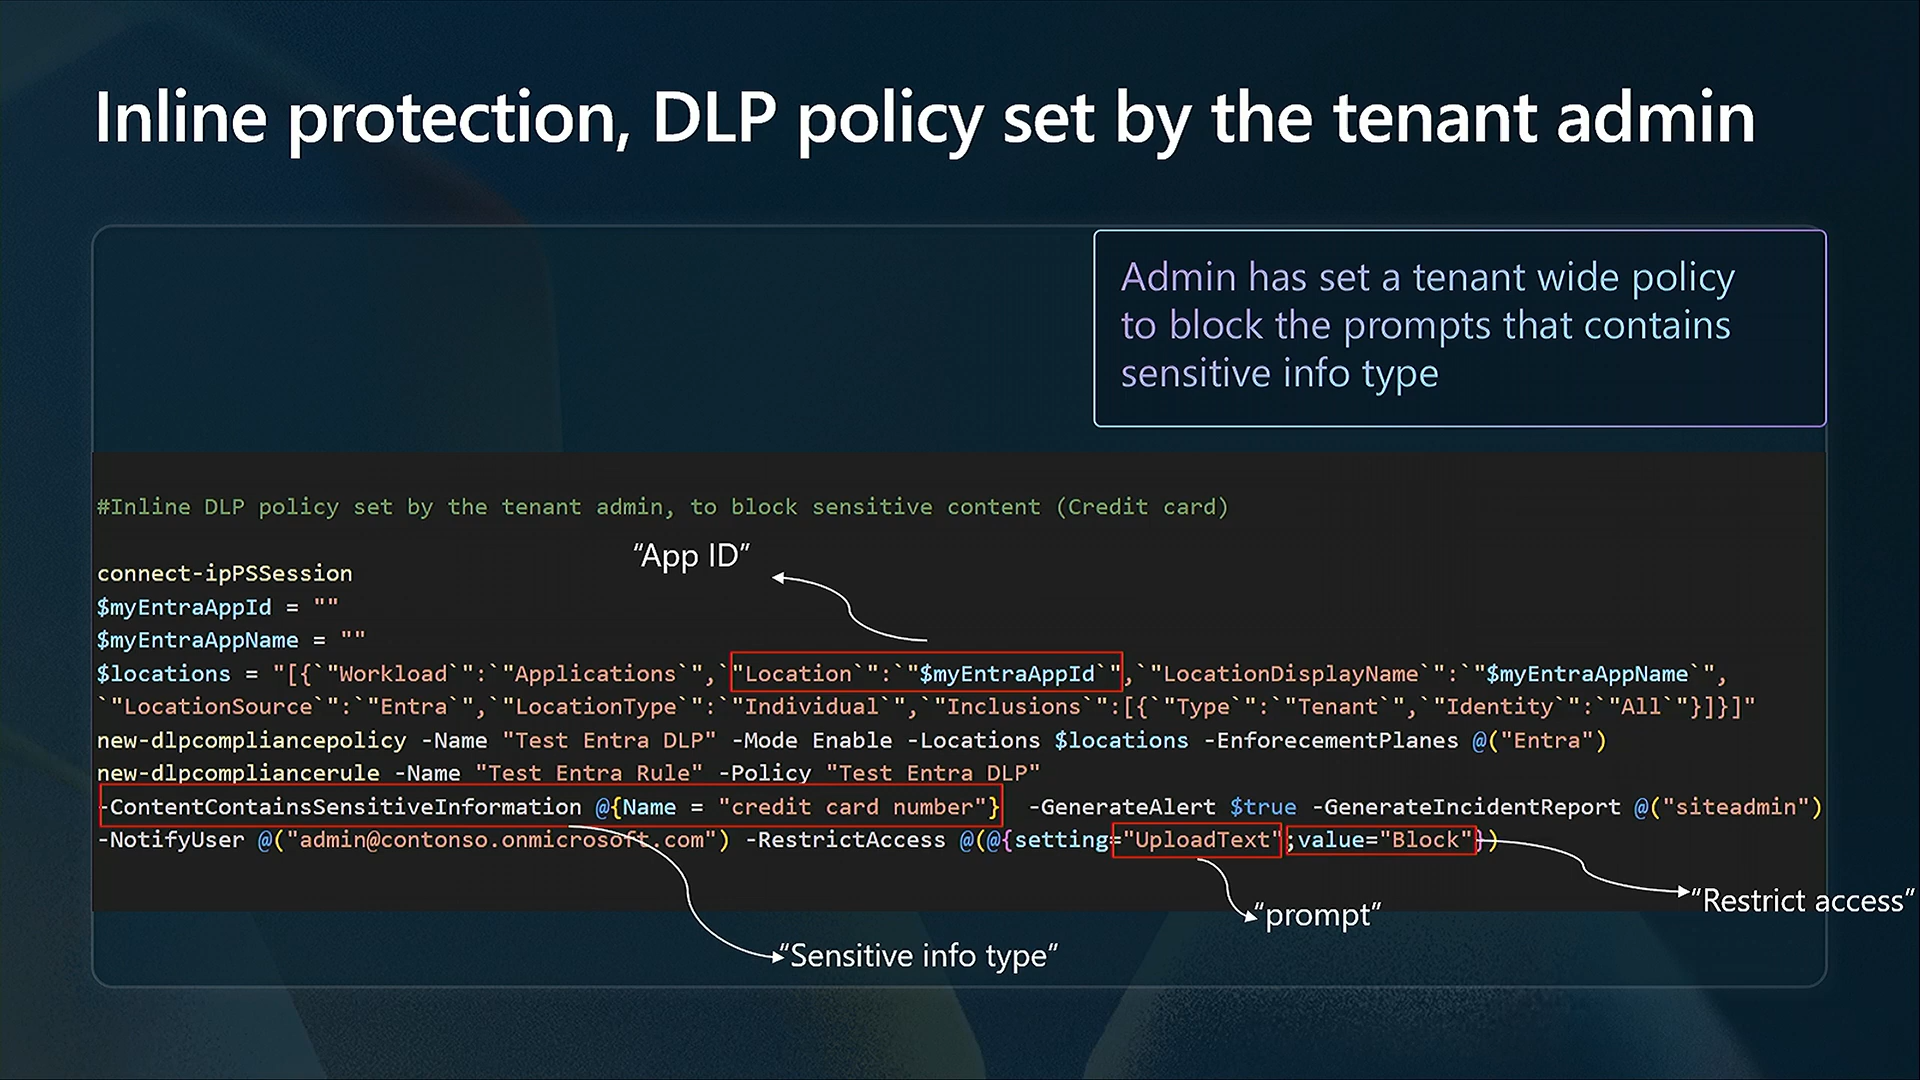 Inline protection, DLP policy set by the tenant admin
Admin has set a tenant wide policy
to block the prompts that contains
sensitive info type
#Inline DLP policy set by the tenant admin, to block sensitive content (Credit card)
“App ID”
connect-ipPSSession
$myEntraAppId = ""
$myEntraAppName = ""
$locations = "[{`"Workload`":`"Applications`",`"Location`":`"$myEntraAppId`",`"LocationDisplayName`":`"$myEntraAppName`",
`"LocationSource`":`"Entra`",`"LocationType`":`"Individual`",`"Inclusions`":[{`"Type`":`"Tenant`",`"Identity`":`"All`"}]}]"
new-dlpcompliancepolicy -Name "Test Entra DLP" -Mode Enable -Locations $locations -EnforecementPlanes @("Entra")
new-dlpcompliancerule -Name "Test Entra Rule" -Policy "Test Entra DLP"
-ContentContainsSensitiveInformation @{Name = "credit card number"} -GenerateAlert $true -GenerateIncidentReport @("siteadmin")
-NotifyUser @("admin@contonso.onmicrosoft.com") -RestrictAccess @(@{setting="UploadText";value="Block"})
“Restrict access”
“prompt”
“Sensitive info type”